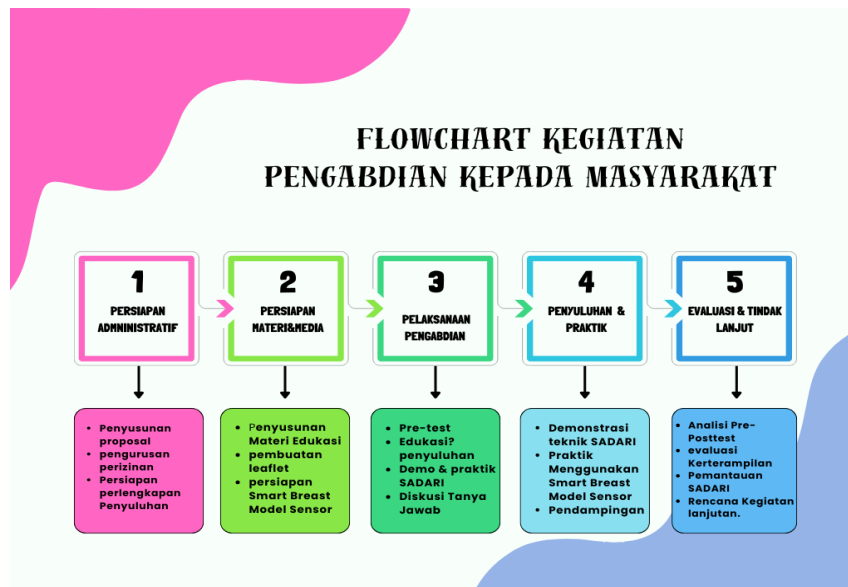 FLOWCHART KEGIATAN
PENGABDIAN KEPADA MASYARAKAT
1
PERSIAPAN
ADMNINISTRATIF
2
PERSIAPAN
MATERI&MEDIA
3
PELAKSANAAN
PENGABDIAN
4
PENYULUHAN &
PRAKTIK
5
EVALUASI & TINDAK
LANJUT
• Penyusunan
proposal
• pengurusan
perizinan
• Persiapan
perlengkapan
Penyuluhan
• Penyusunan
Materi Edukasi
• pembuatan
leaflet
• persiapan
Smart Breast
Model Sensor
• Pre-test
• Edukasi?
penyuluhan
• Demo & praktik
SADARI
• Diskusi Tanya
Jawab
• Demonstrasi
teknik SADARI
• Praktik
Menggunakan
Smart Breast
Model Sensor
• Pendampingan
• Analisi Pre-
Posttest
• evaluasi
Kerterampilan
• Pemantauan
SADARI
• Rencana Kegiatan
lanjutan.